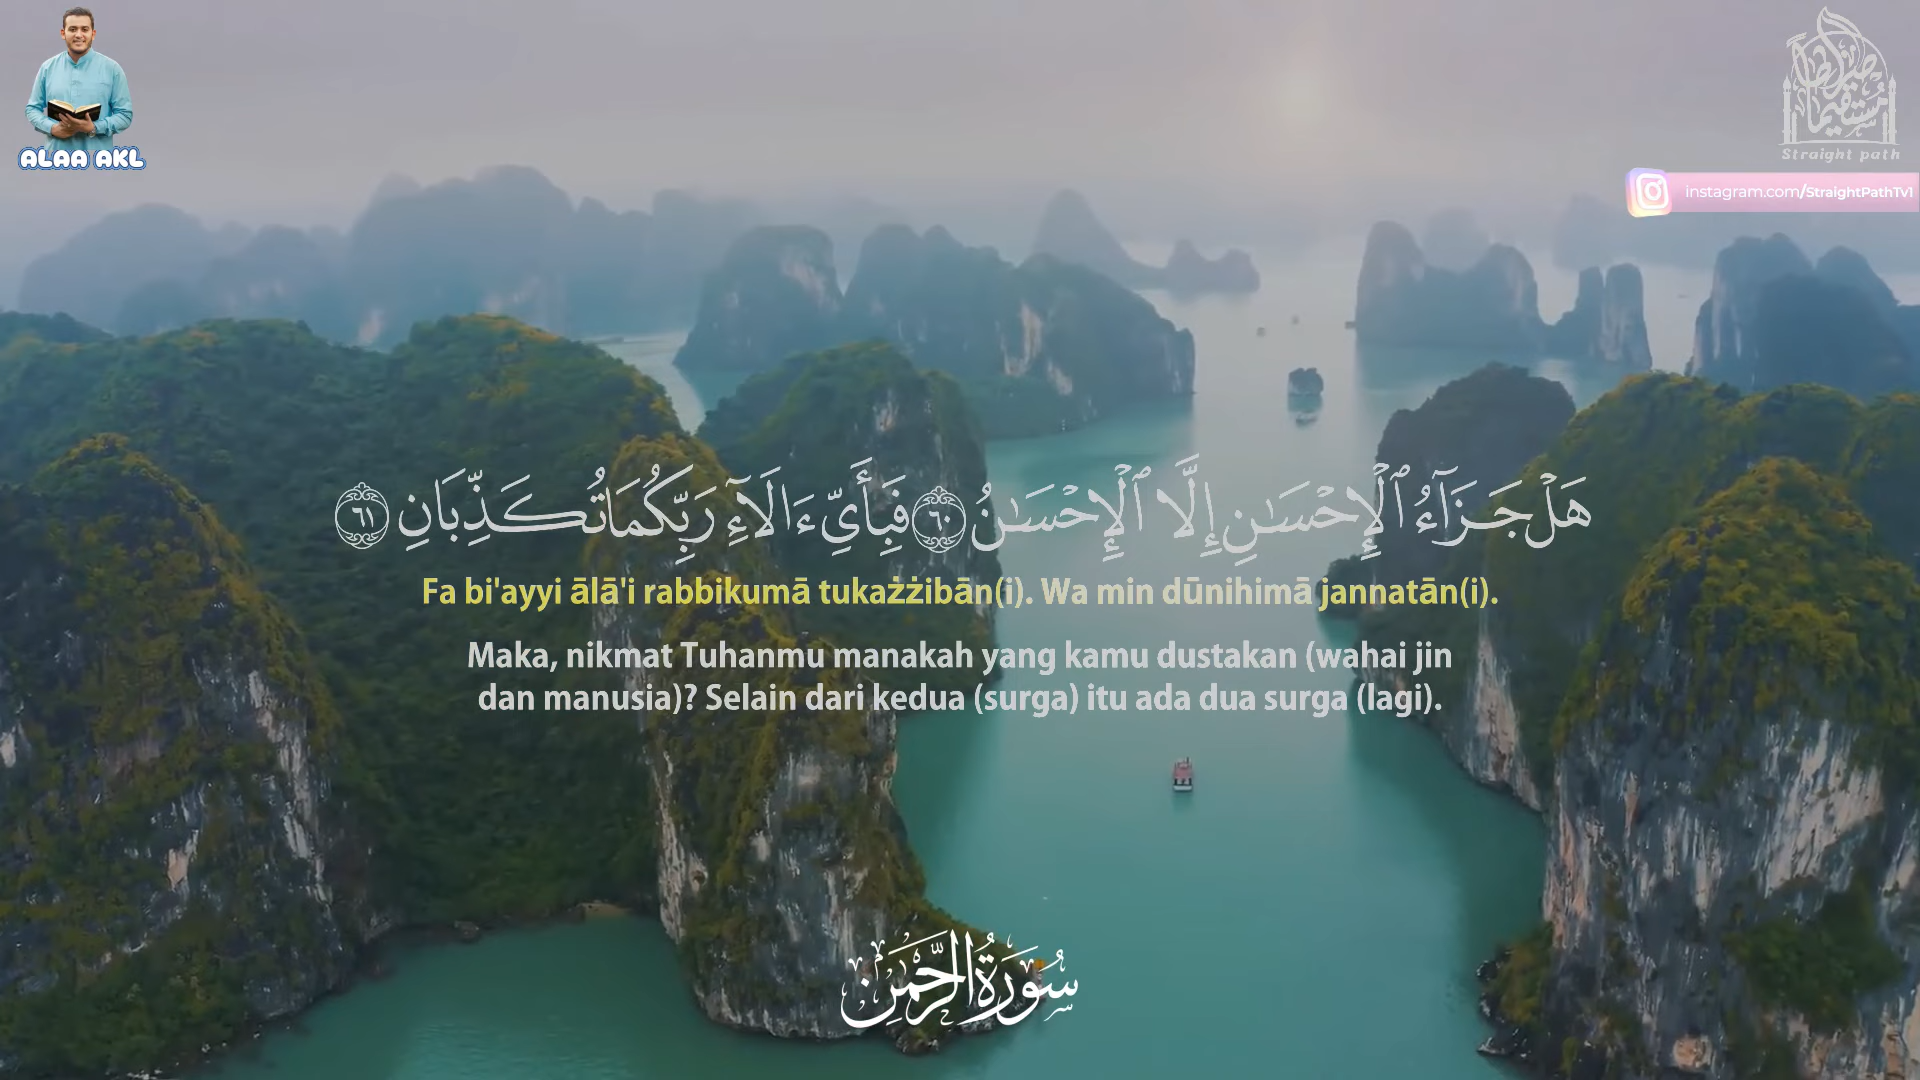 ALAA AKL
صراطا مستقيما
Straight path
instagram.com/StraightPathTv1
هَلْ جَزَآءُ ٱلْإِحْسَٰنِ إِلَّا ٱلْإِحْسَٰنُ ٦٠ فَبِأَىِّ ءَالَآءِ رَبِّكُمَا تُكَذِّبَانِ ٦١
Fa bi'ayyi ālā'i rabbikumā tukażżibān(i). Wa min dūnihimā jannatān(i).
Maka, nikmat Tuhanmu manakah yang kamu dustakan (wahai jin
dan manusia)? Selain dari kedua (surga) itu ada dua surga (lagi).
سُورَةُ الرَّحْمَٰن